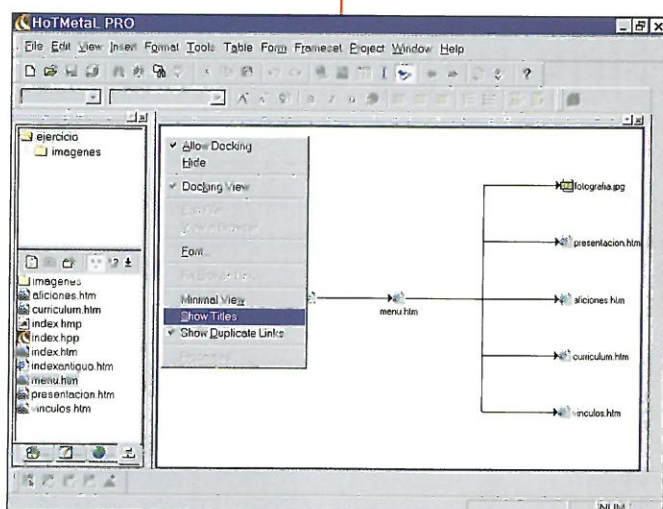 HoTMetaL PRO
File Edit View Insert Format Tools Table Form Frameset Project Window Help
ejercicio
imagenes
imagenes
aficiones.htm
curriculum.htm
index.hmp
index.hpp
index.htm
indexantiguo.htm
menu.htm
presentacion.htm
vinculos.htm
Allow Docking
Hide
Docking View
Font...
Minimal View
Show Titles
Show Duplicate Links
menu.htm
fotografia.jpg
presentacion.htm
aficiones.htm
curriculum.htm
vinculos.htm
NUM